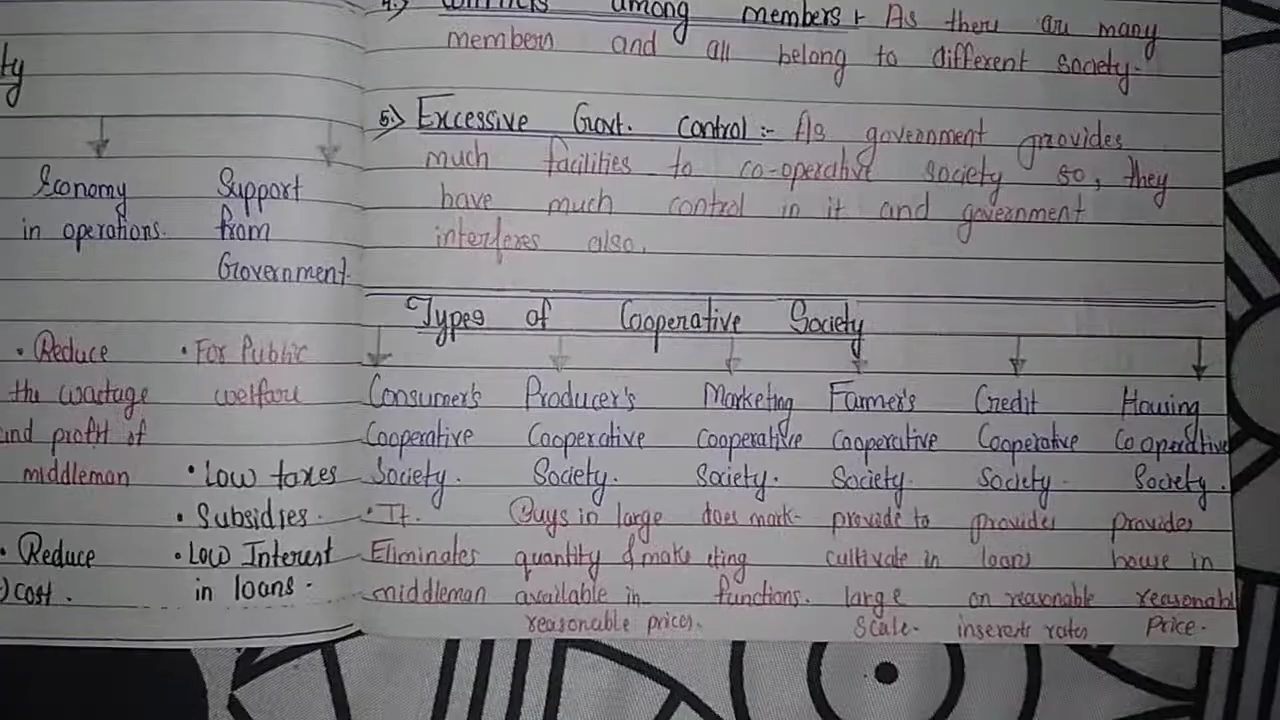 ty
Economy
in operations.
Support
from
Government.
• Reduce
the wastage
and profit of
middleman
• Reduce
cost.
• For Public
welfare
• Low taxes
• Subsidies.
• Low Interest
in loans.
4.) among members :- As there are many
members and all belong to different society.
5.) Excessive Govt. control :- As government provides
much facilities to co-operative society so, they
have much control in it and government
interferes also.
Types of Cooperative Society
Consumer's
Cooperative
Society.
• It.
Eliminates
middleman
Producer's
Cooperative
Society.
Buys in large
quantity & make
available in
reasonable prices.
Marketing
Cooperative
Society.
does mark-
eting
functions.
Farmer's
Cooperative
Society.
provide to
cultivate in
large
scale.
Credit
Cooperative
Society.
provides
loans
on reasonable
rates
Housing
Cooperative
Society.
provides
house in
reasonabl
Price.